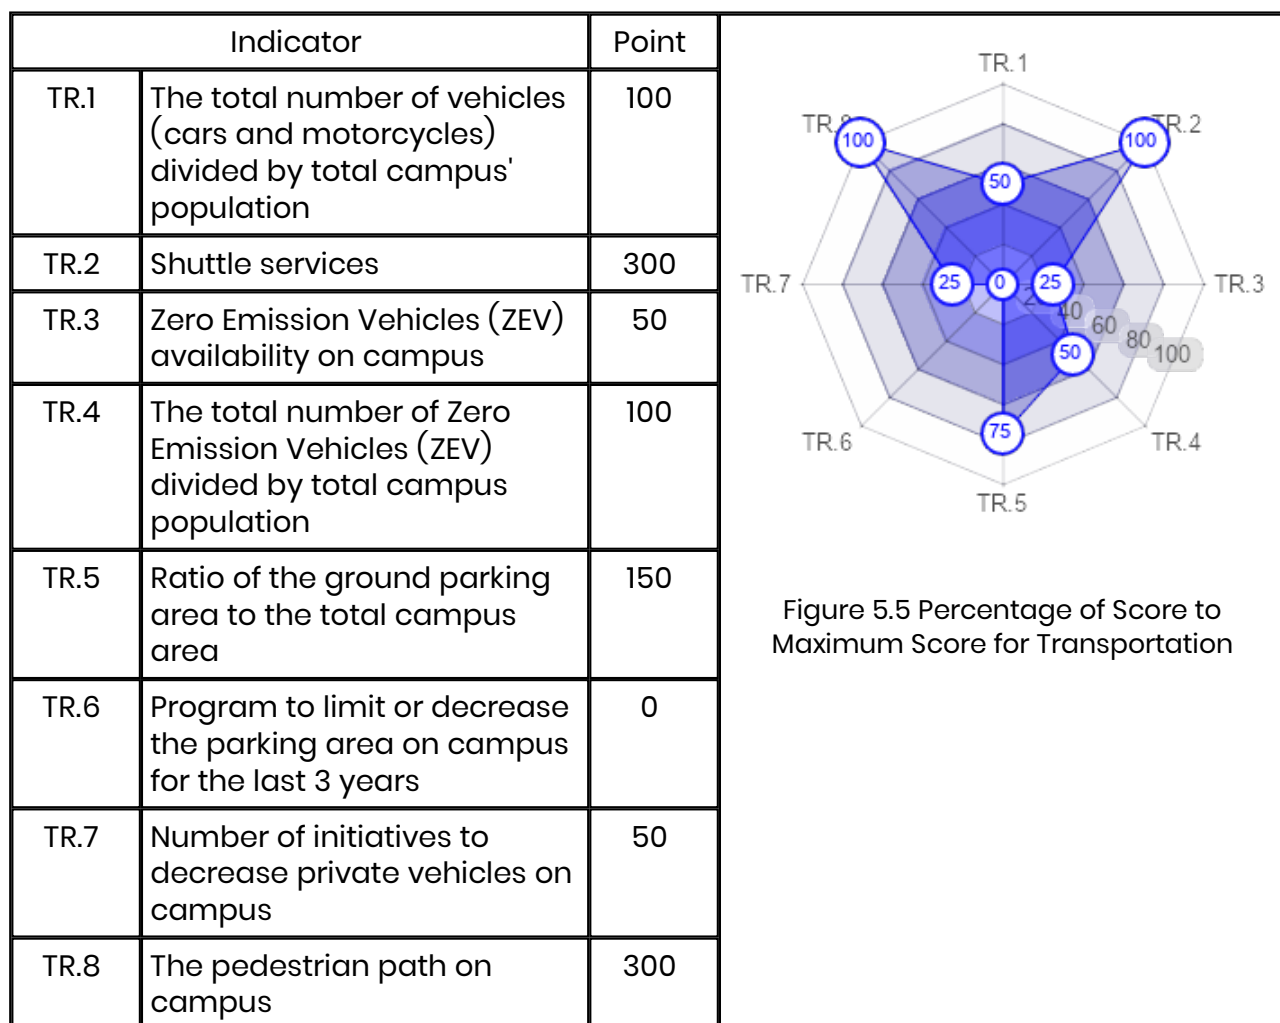 Indicator Point
TR.1 The total number of vehicles 100
(cars and motorcycles)
divided by total campus'
population
TR.2 Shuttle services 300
TR.3 Zero Emission Vehicles (ZEV) 50
availability on campus
TR.4 The total number of Zero 100
Emission Vehicles (ZEV)
divided by total campus
population
TR.5 Ratio of the ground parking 150
area to the total campus
area
TR.6 Program to limit or decrease 0
the parking area on campus
for the last 3 years
TR.7 Number of initiatives to 50
decrease private vehicles on
campus
TR.8 The pedestrian path on 300
campus
TR.1
100 100 TR.2
50
TR.7 25 0 25 TR.3
40
60
80
50 100
75
TR.6 TR.4
TR.5
Figure 5.5 Percentage of Score to
Maximum Score for Transportation